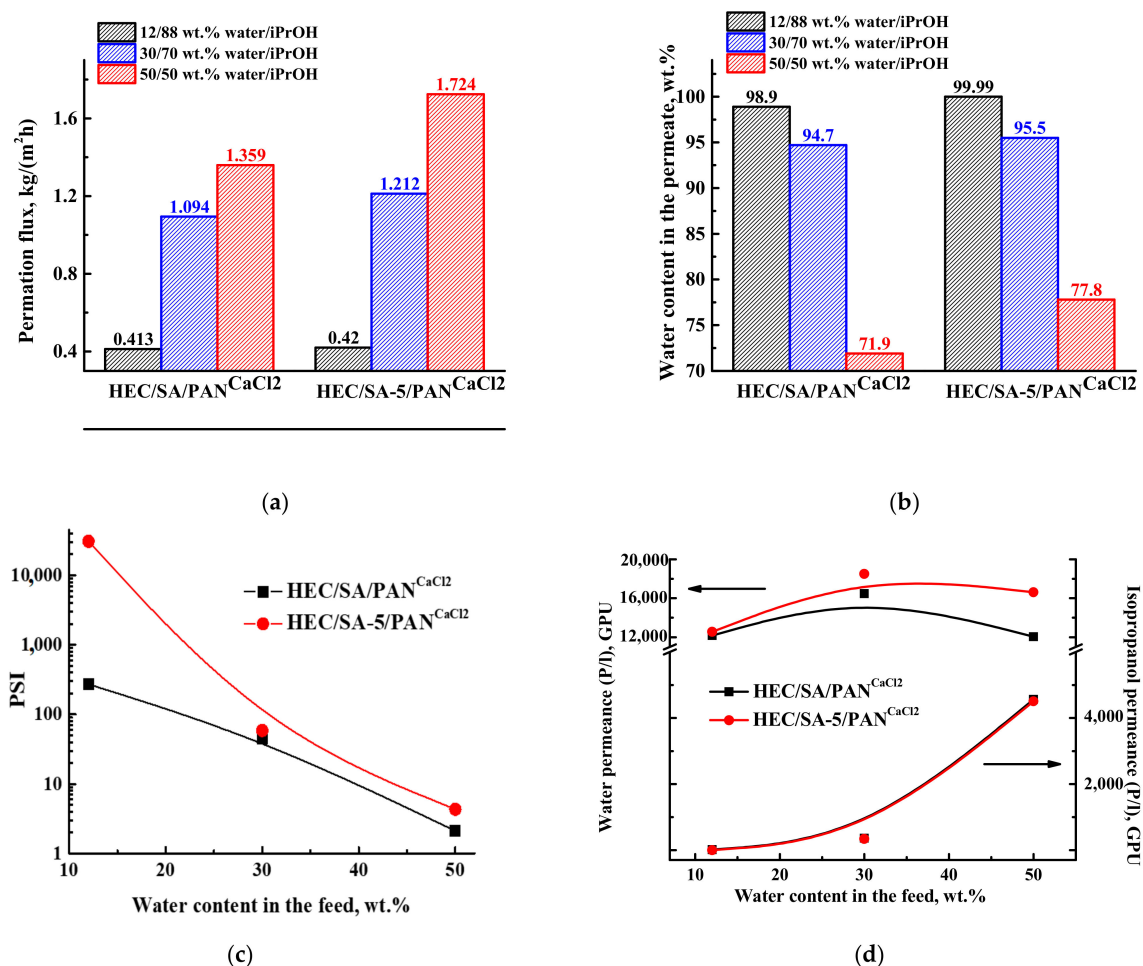 12/88 wt.% water/iPrOH
30/70 wt.% water/iPrOH
50/50 wt.% water/iPrOH
Permation flux, kg/(m²h)
1.6
1.2
0.8
0.4
0.413
1.094
1.359
0.42
1.212
1.724
HEC/SA/PAN^CaCl2
HEC/SA-5/PAN^CaCl2
(a)
12/88 wt.% water/iPrOH
30/70 wt.% water/iPrOH
50/50 wt.% water/iPrOH
Water content in the permeate, wt.%
100
95
90
85
80
75
70
98.9
94.7
71.9
99.99
95.5
77.8
HEC/SA/PAN^CaCl2
HEC/SA-5/PAN^CaCl2
(b)
PSI
10,000
1,000
100
10
1
HEC/SA/PAN^CaCl2
HEC/SA-5/PAN^CaCl2
10 20 30 40 50
Water content in the feed, wt.%
(c)
Water permeance (P/l), GPU
20,000
16,000
12,000
HEC/SA/PAN^CaCl2
HEC/SA-5/PAN^CaCl2
4,000
2,000
Isopropanol permeance (P/l), GPU
10 20 30 40 50
Water content in the feed, wt.%
(d)